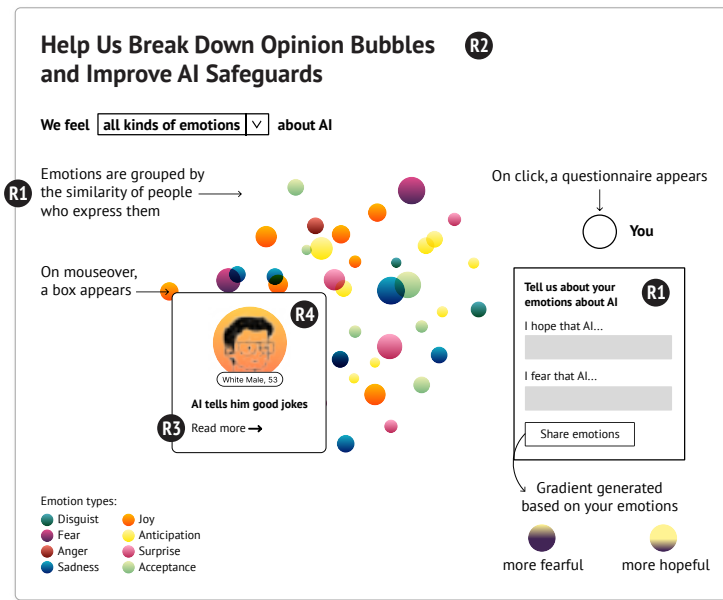 Help Us Break Down Opinion Bubbles
and Improve AI Safeguards
R2
We feel all kinds of emotions about AI
R1
Emotions are grouped by
the similarity of people
who express them
On mouseover,
a box appears
R4
White Male, 53
AI tells him good jokes
R3
Read more
On click, a questionnaire appears
You
Tell us about your
emotions about AI
R1
I hope that AI...
I fear that AI...
Share emotions
Gradient generated
based on your emotions
more fearful
more hopeful
Emotion types:
Disguist
Fear
Anger
Sadness
Joy
Anticipation
Surprise
Acceptance